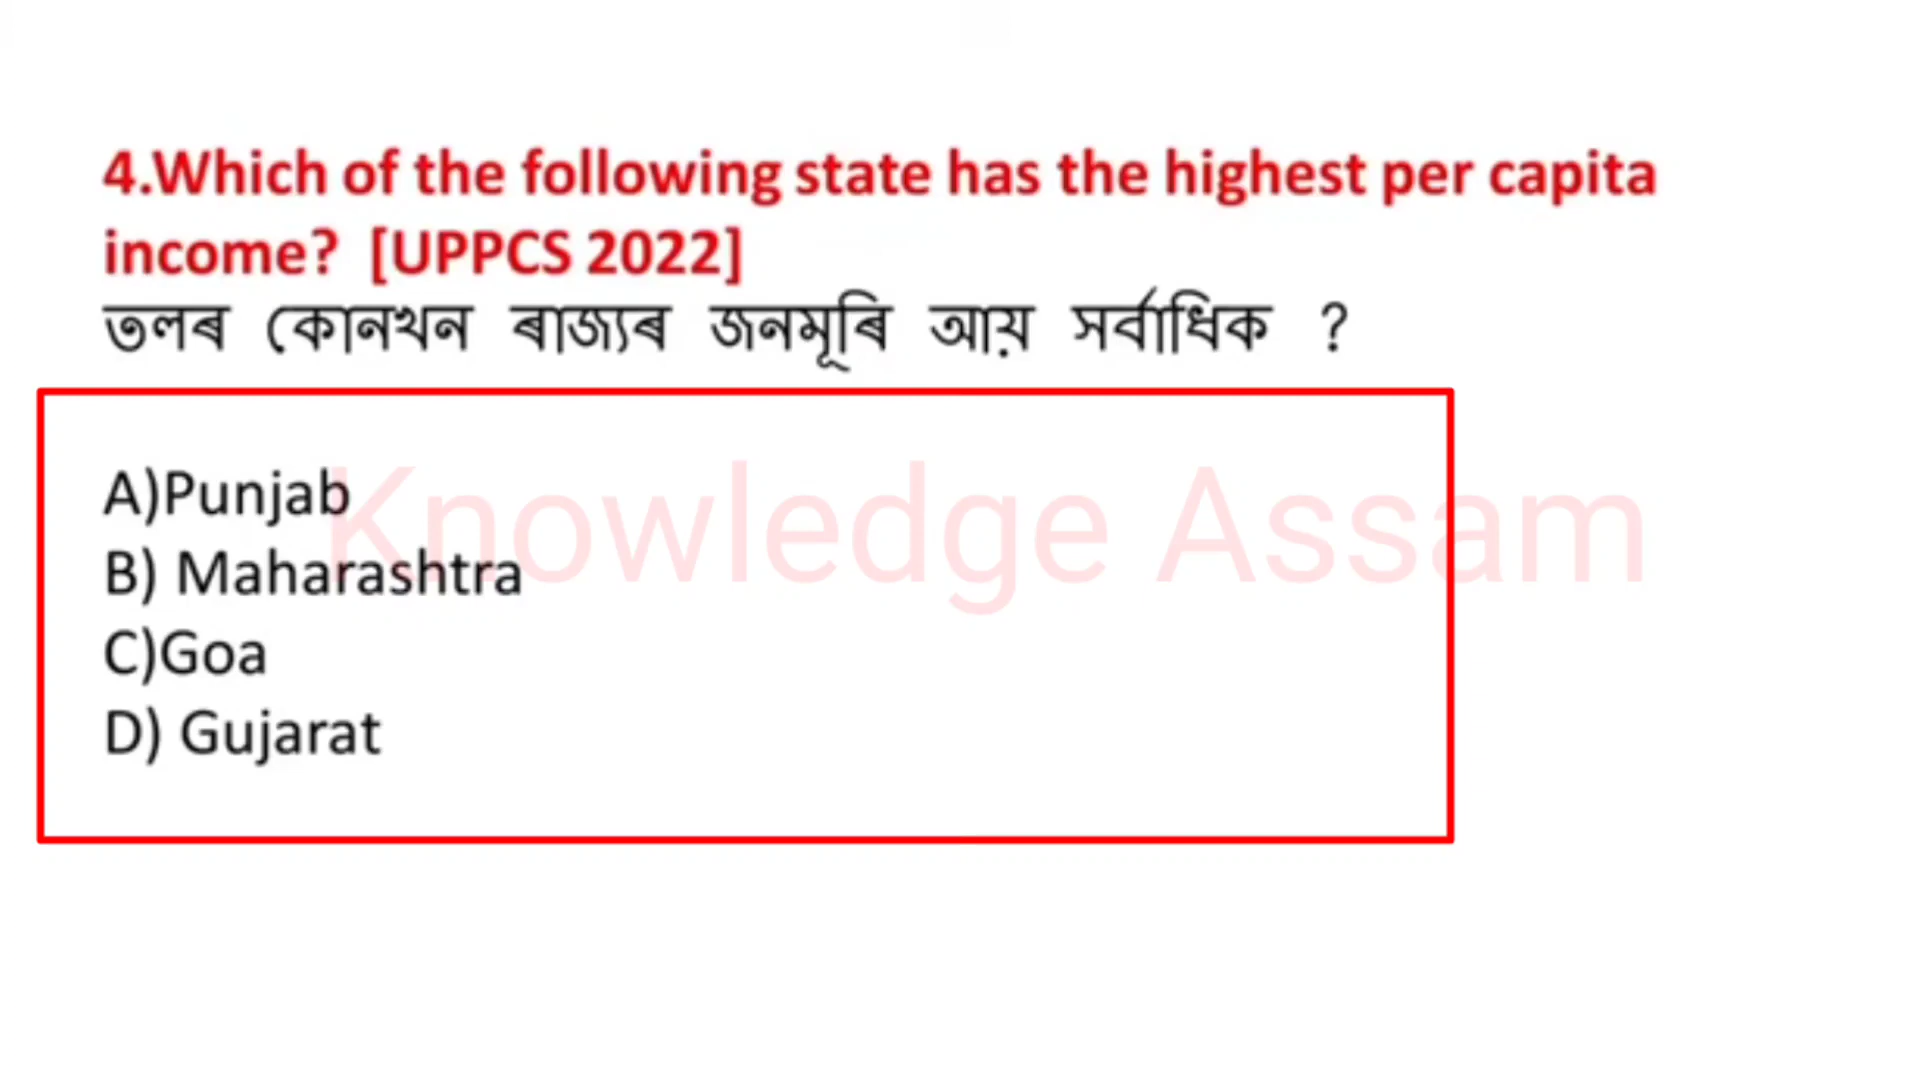 4.Which of the following state has the highest per capita
income? [UPPCS 2022]
তলৰ কোনখন ৰাজ্যৰ জনমূৰি আয় সৰ্বাধিক ?
A)Punjab
B) Maharashtra
C)Goa
D) Gujarat
Knowledge Assam